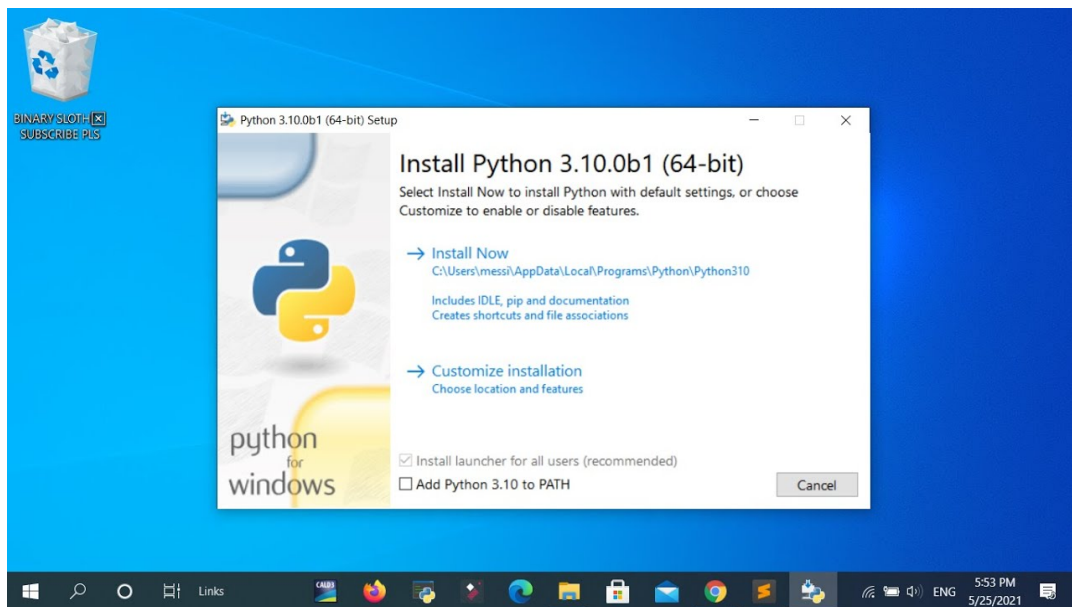 BINARY SLOTH
SUBSCRIBE PLS
Python 3.10.0b1 (64-bit) Setup
Install Python 3.10.0b1 (64-bit)
Select Install Now to install Python with default settings, or choose
Customize to enable or disable features.
Install Now
C:\Users\messi\AppData\Local\Programs\Python\Python310
Includes IDLE, pip and documentation
Creates shortcuts and file associations
Customize installation
Choose location and features
python
for
windows
Install launcher for all users (recommended)
Add Python 3.10 to PATH
Cancel
Links
CALD3
ENG
5:53 PM
5/25/2021